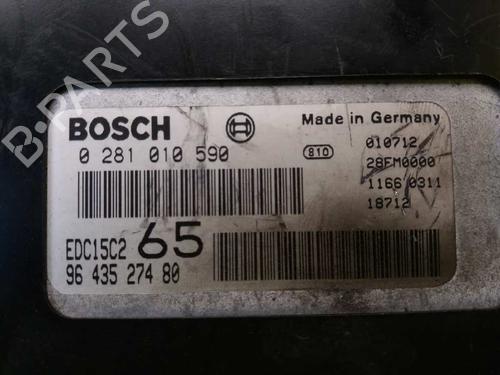 B-PARTS
BOSCH
Made in Germany
0 281 010 590
810
010712
28FM0000
1166 0311
18712
EDC15C2 65
96 435 274 80